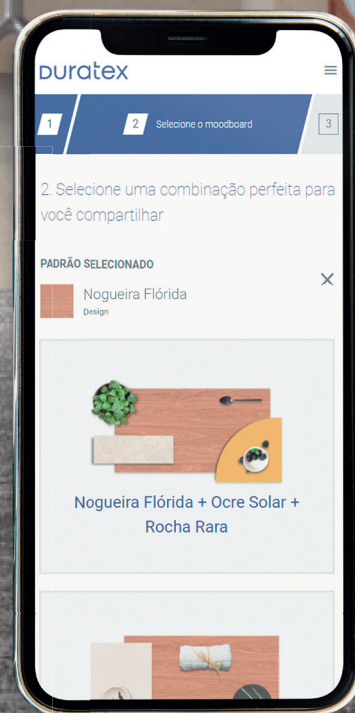 Duratex
1
2 Selecione o moodboard
3
2. Selecione uma combinação perfeita para
você compartilhar
PADRÃO SELECIONADO
Nogueira Flórida
Design
Nogueira Flórida + Ocre Solar +
Rocha Rara